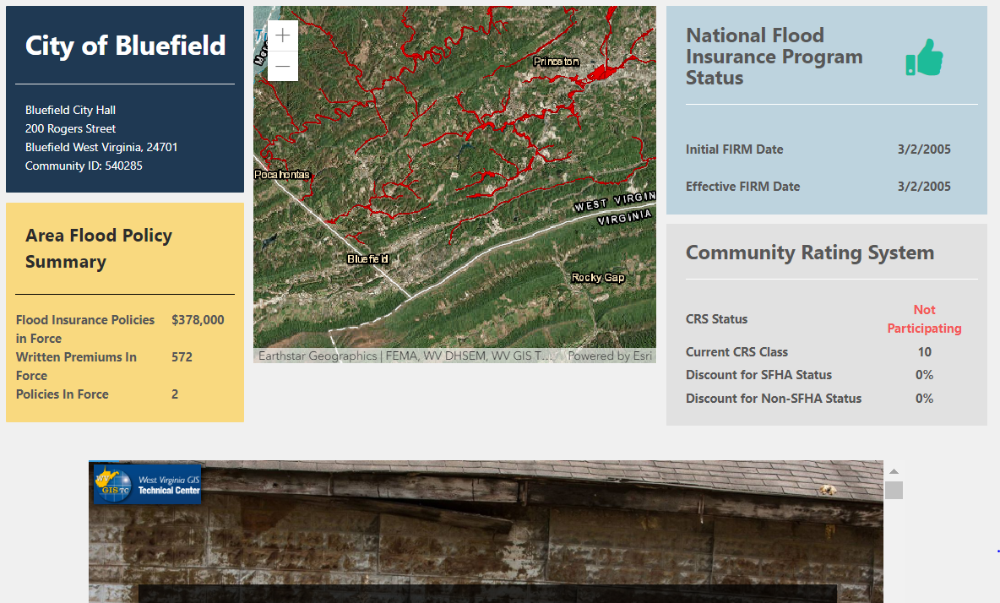 City of Bluefield
Bluefield City Hall
200 Rogers Street
Bluefield West Virginia, 24701
Community ID: 540285
Area Flood Policy
Summary
Flood Insurance Policies $378,000
in Force
Written Premiums In 572
Force
Policies In Force 2
+
−
Princeton
Pocahontas
WEST VIRGIN
VIRGINIA
Bluefield
Rocky Gap
Earthstar Geographics | FEMA, WV DHSEM, WV GIS T... Powered by Esri
National Flood
Insurance Program
Status
Initial FIRM Date 3/2/2005
Effective FIRM Date 3/2/2005
Community Rating System
CRS Status Not
Participating
Current CRS Class 10
Discount for SFHA Status 0%
Discount for Non-SFHA Status 0%
WV
GISTC
West Virginia GIS
Technical Center